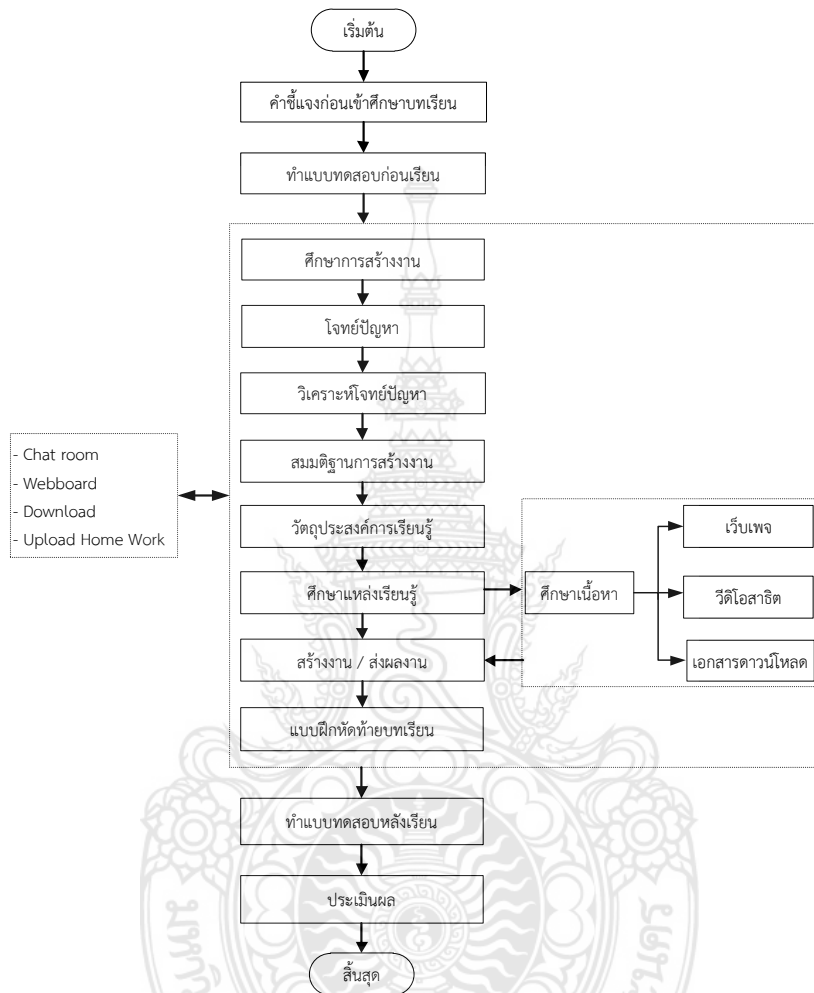 เริ่มต้น
คำชี้แจงก่อนเข้าศึกษาบทเรียน
ทำแบบทดสอบก่อนเรียน
ศึกษาการสร้างงาน
โจทย์ปัญหา
วิเคราะห์โจทย์ปัญหา
สมมติฐานการสร้างงาน
วัตถุประสงค์การเรียนรู้
ศึกษาแหล่งเรียนรู้
สร้างงาน / ส่งผลงาน
แบบฝึกหัดท้ายบทเรียน
- Chat room
- Webboard
- Download
- Upload Home Work
ศึกษาเนื้อหา
เว็บเพจ
วีดิโอสาธิต
เอกสารดาวน์โหลด
ทำแบบทดสอบหลังเรียน
ประเมินผล
สิ้นสุด